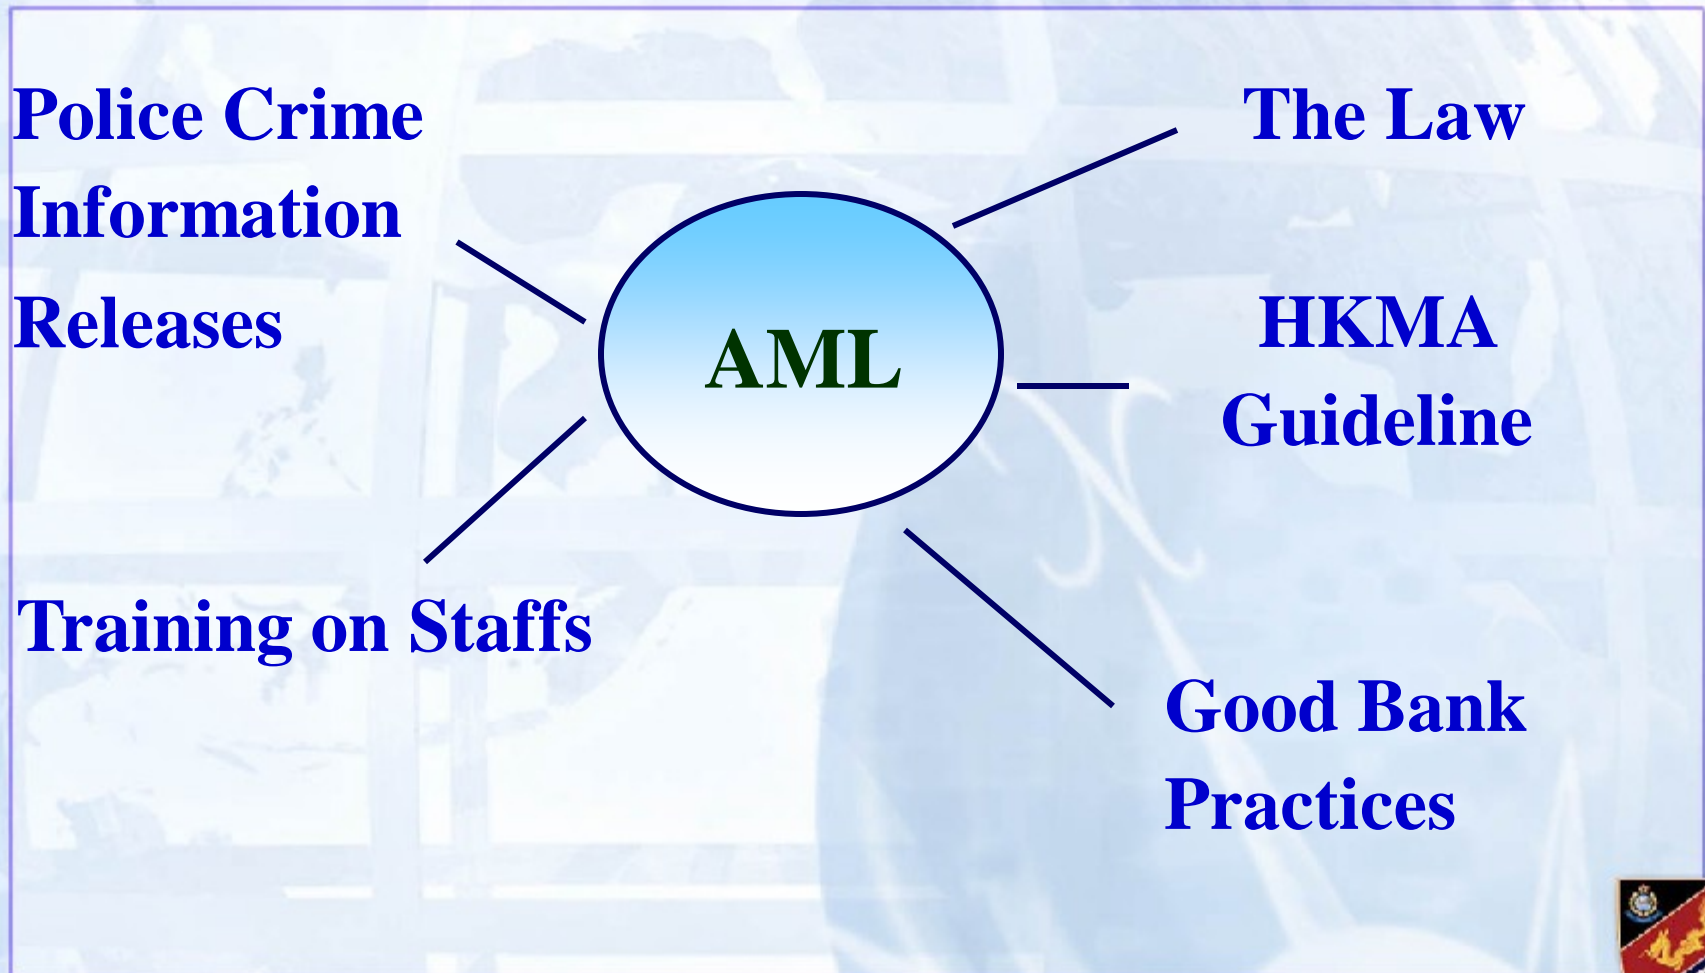 Police Crime
Information
Releases
The Law
AML
HKMA
Guideline
Training on Staffs
Good Bank
Practices